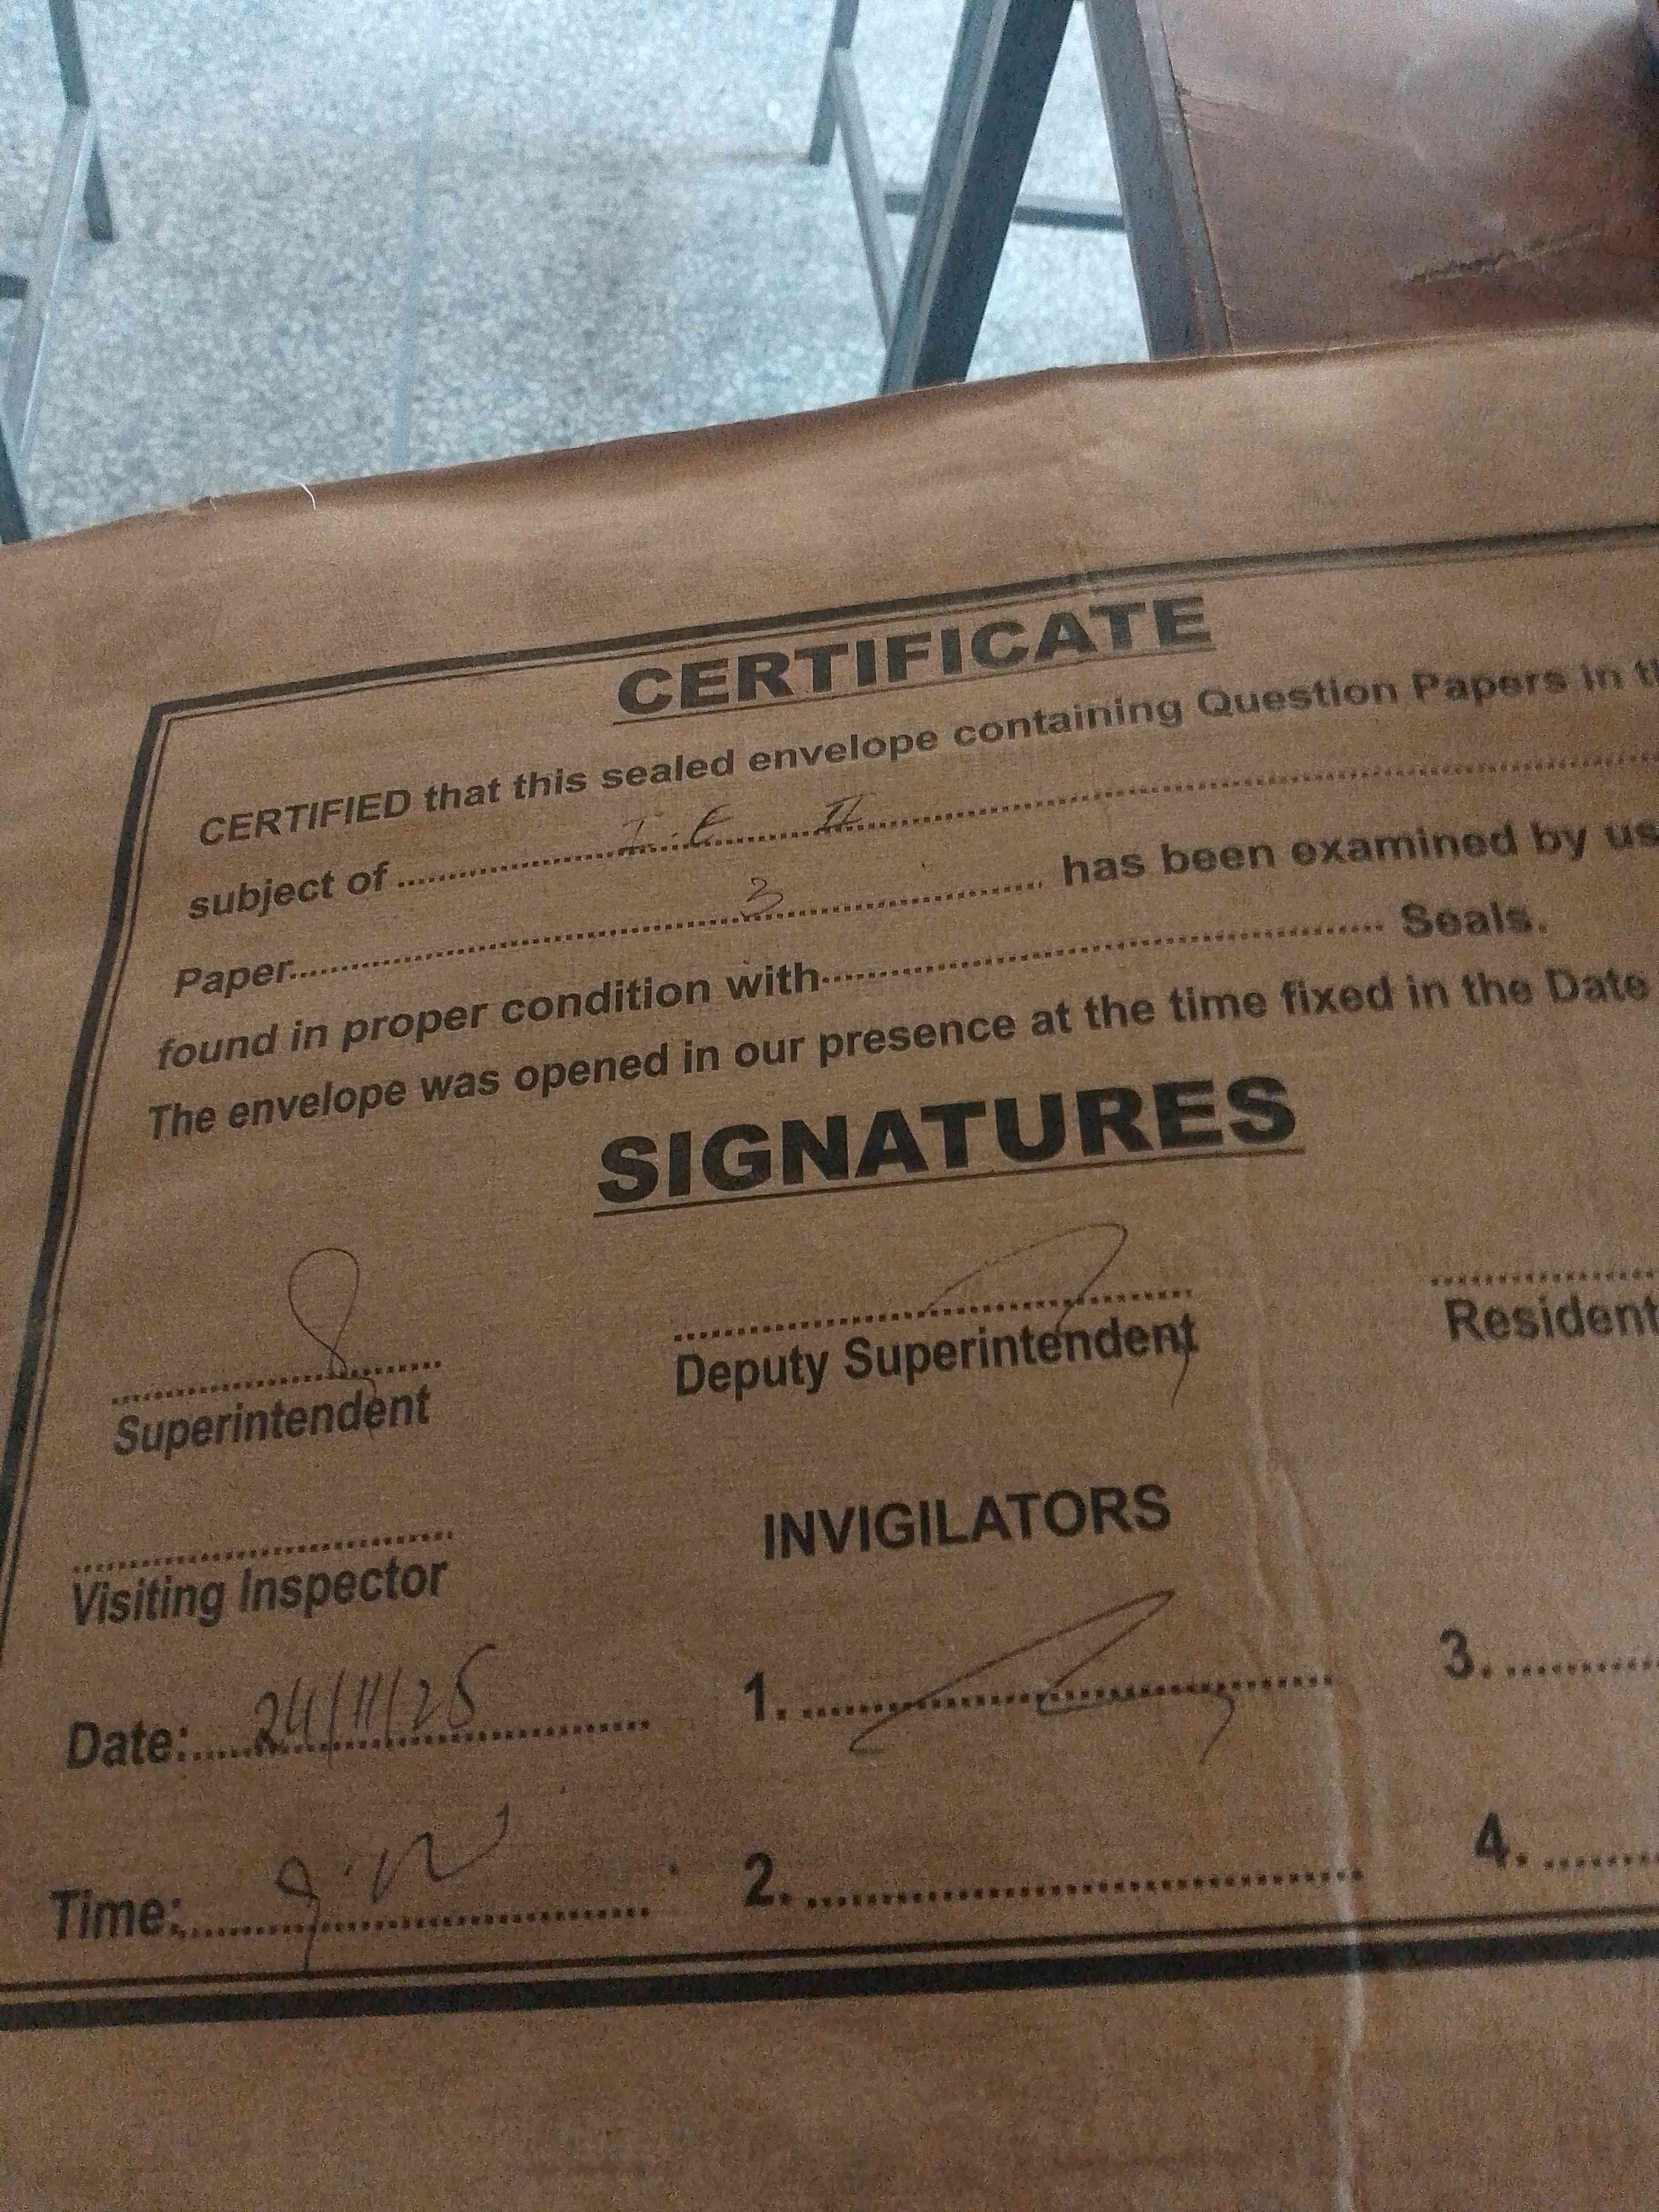 CERTIFICATE
CERTIFIED that this sealed envelope containing Question Papers in th
subject of .................... I. E II ....................
Paper.................... 3 .................... has been examined by us
found in proper condition with.................... Seals.
The envelope was opened in our presence at the time fixed in the Date
SIGNATURES
Superintendent
Deputy Superintendent
Resident
Visiting Inspector
INVIGILATORS
Date:.....24/11/25..........
1. ....................
3. ..........
Time:....................
2. ....................
4. ..........